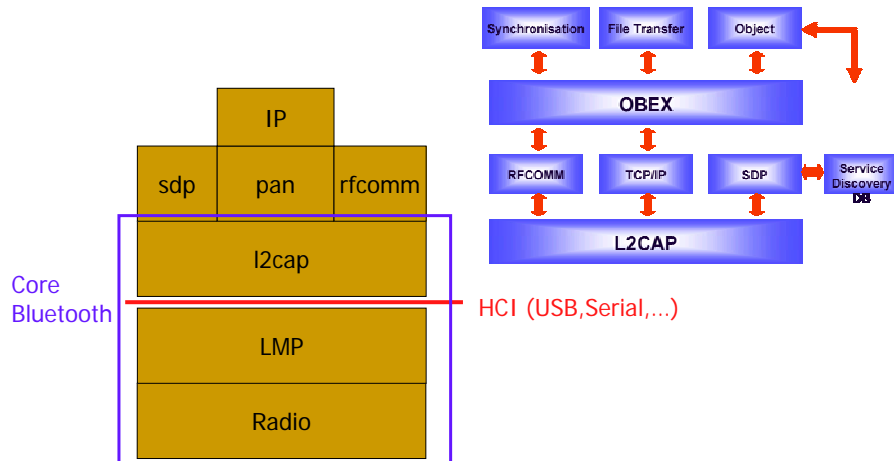 Synchronisation File Transfer Object
OBEX
RFCOMM TCP/IP SDP Service
Discovery
DB
L2CAP
IP
sdp pan rfcomm
l2cap
Core
Bluetooth
HCI (USB,Serial,...)
LMP
Radio